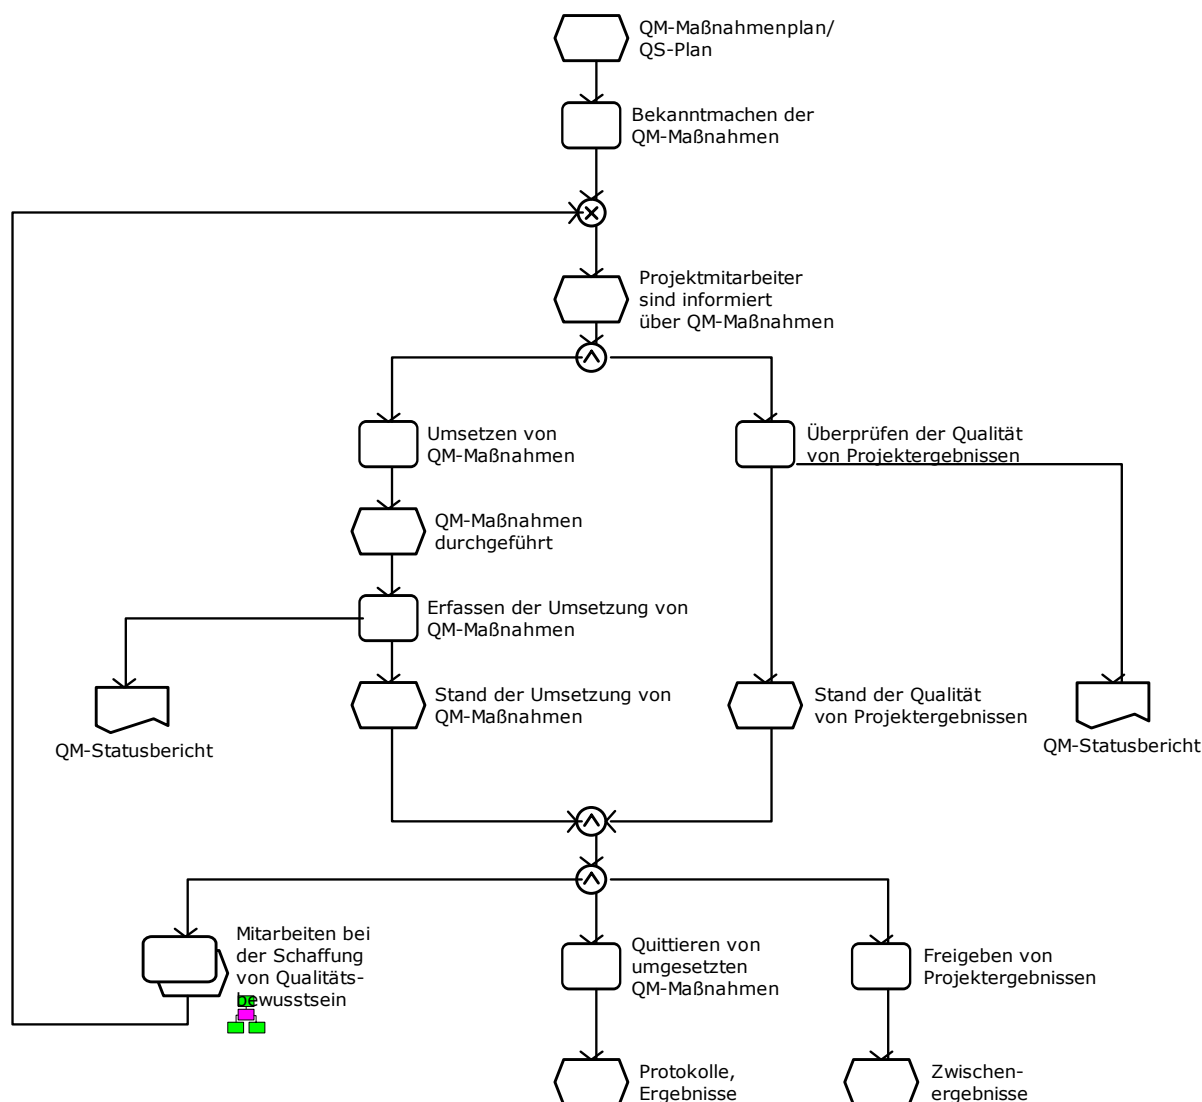 QM-Maßnahmenplan/
QS-Plan
Bekanntmachen der
QM-Maßnahmen
Projektmitarbeiter
sind informiert
über QM-Maßnahmen
Umsetzen von
QM-Maßnahmen
Überprüfen der Qualität
von Projektergebnissen
QM-Maßnahmen
durchgeführt
Erfassen der Umsetzung von
QM-Maßnahmen
Stand der Umsetzung von
QM-Maßnahmen
Stand der Qualität
von Projektergebnissen
QM-Statusbericht
QM-Statusbericht
Mitarbeiten bei
der Schaffung
von Qualitäts-
bewusstsein
Quittieren von
umgesetzten
QM-Maßnahmen
Freigeben von
Projektergebnissen
Protokolle,
Ergebnisse
Zwischen-
ergebnisse